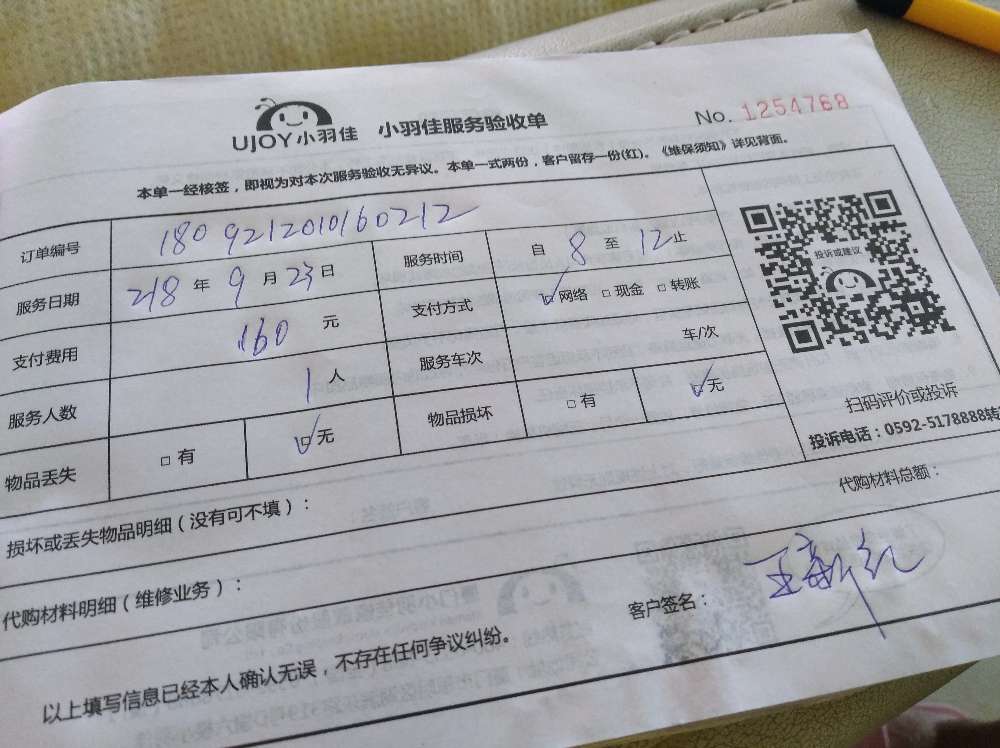 UJOY小羽佳 小羽佳服务验收单 No. 1254768
本单一经核签，即视为对本次服务验收无异议。本单一式两份，客户留存一份(红)。《维保须知》详见背面。
订单编号 180921201016 0212
服务日期 218 年 9 月 23 日 服务时间 自 8 至 12 止
支付费用 160 元 支付方式 ☑网络 □现金 □转账
服务人数 1 人 服务车次 车/次
物品丢失 □有 ☑无 物品损坏 □有 ☑无
投诉或建议
扫码评价或投诉
投诉电话：0592-5178888转
损坏或丢失物品明细（没有可不填）：
代购材料明细（维修业务）： 代购材料总额：
以上填写信息已经本人确认无误，不存在任何争议纠纷。 客户签名： 王新红